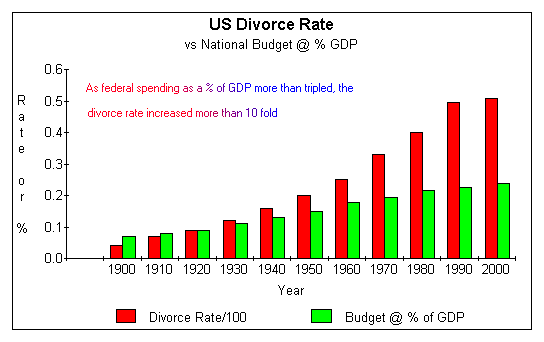 US Divorce Rate
vs National Budget @ % GDP
As federal spending as a % of GDP more than tripled, the
divorce rate increased more than 10 fold
Rate or %
0.6
0.5
0.4
0.3
0.2
0.1
0.0
1900 1910 1920 1930 1940 1950 1960 1970 1980 1990 2000
Year
Divorce Rate/100 Budget @ % of GDP